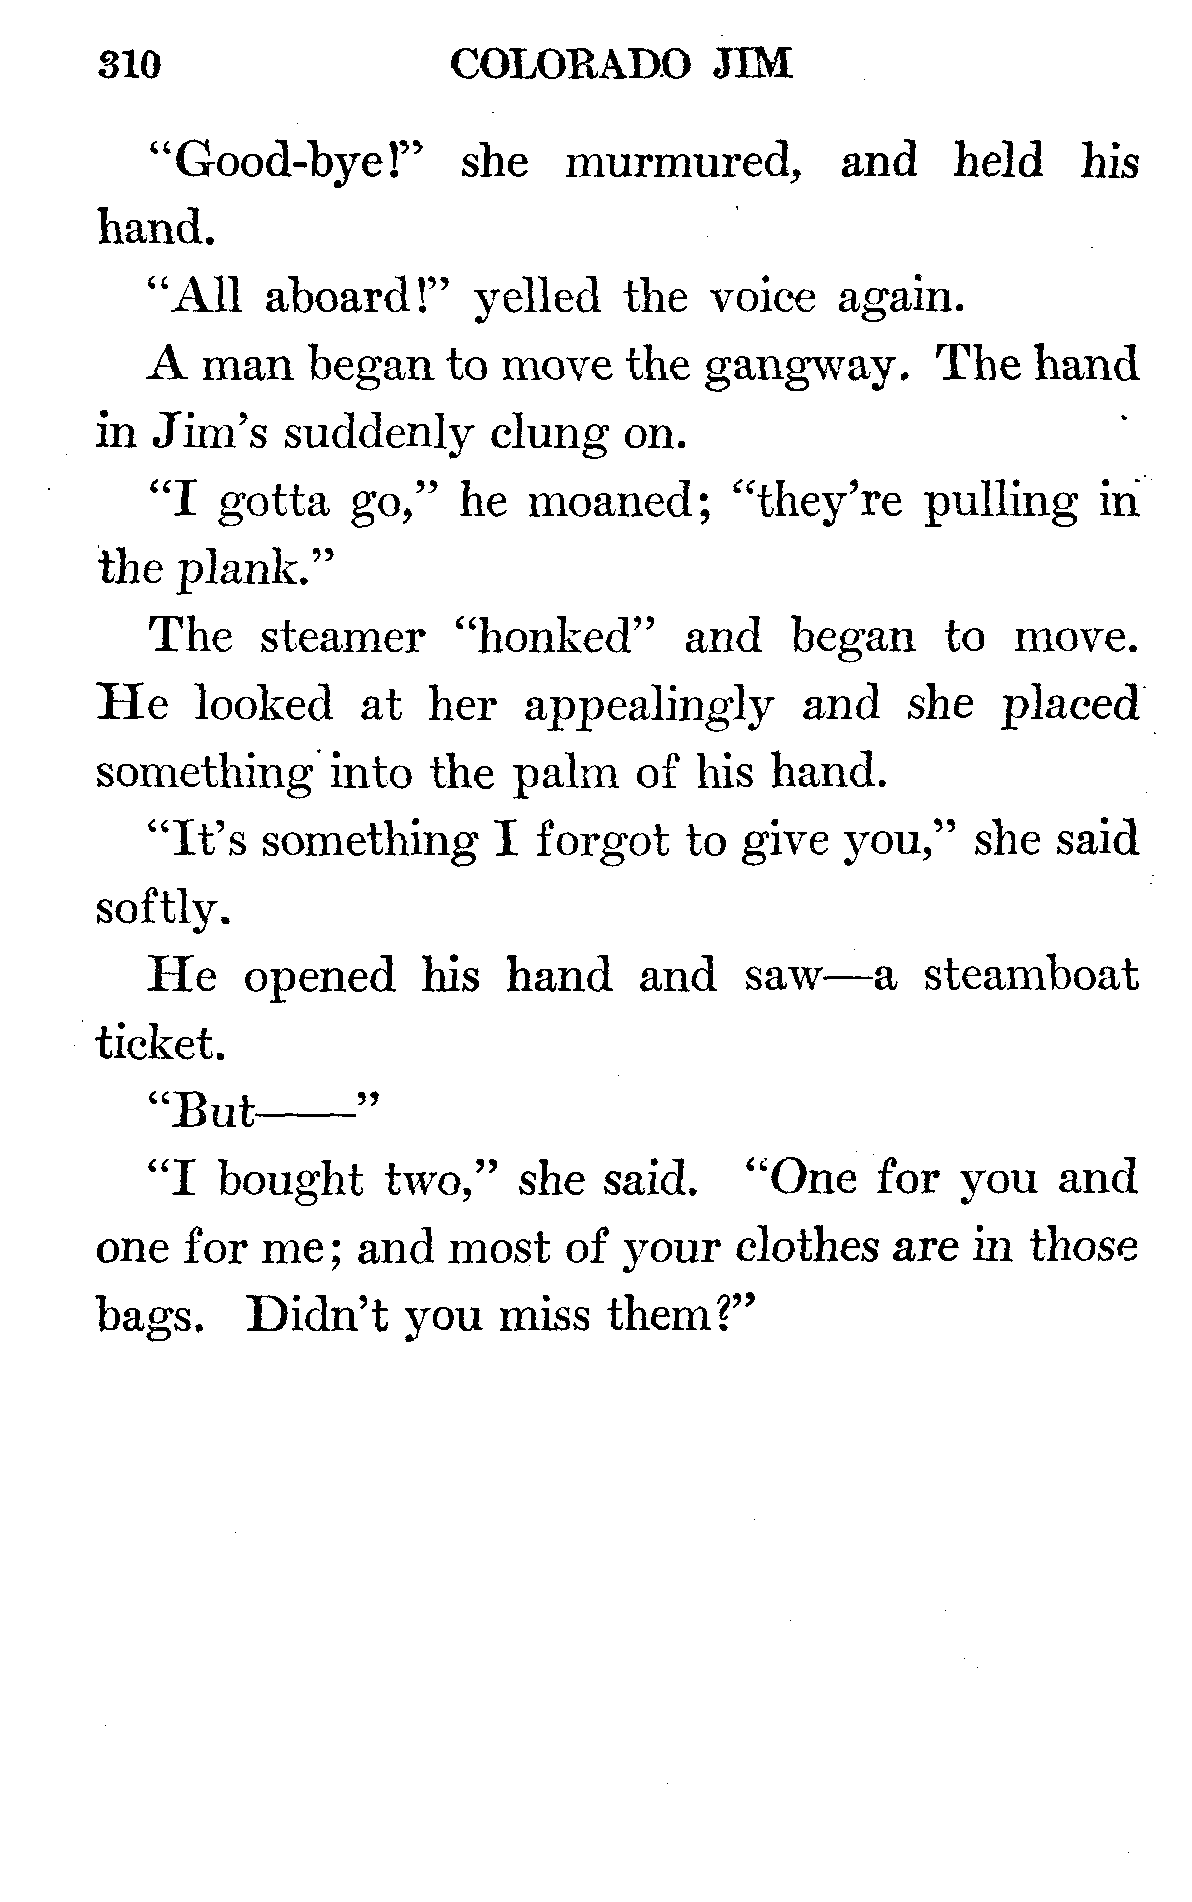 310 COLORADO JIM
“Good-bye!” she murmured, and held his
hand.
“All aboard!” yelled the voice again.
A man began to move the gangway. The hand
in Jim’s suddenly clung on.
“I gotta go,” he moaned; “they’re pulling in
the plank.”
The steamer “honked” and began to move.
He looked at her appealingly and she placed
something into the palm of his hand.
“It’s something I forgot to give you,” she said
softly.
He opened his hand and saw—a steamboat
ticket.
“But——”
“I bought two,” she said. “One for you and
one for me; and most of your clothes are in those
bags. Didn’t you miss them?”